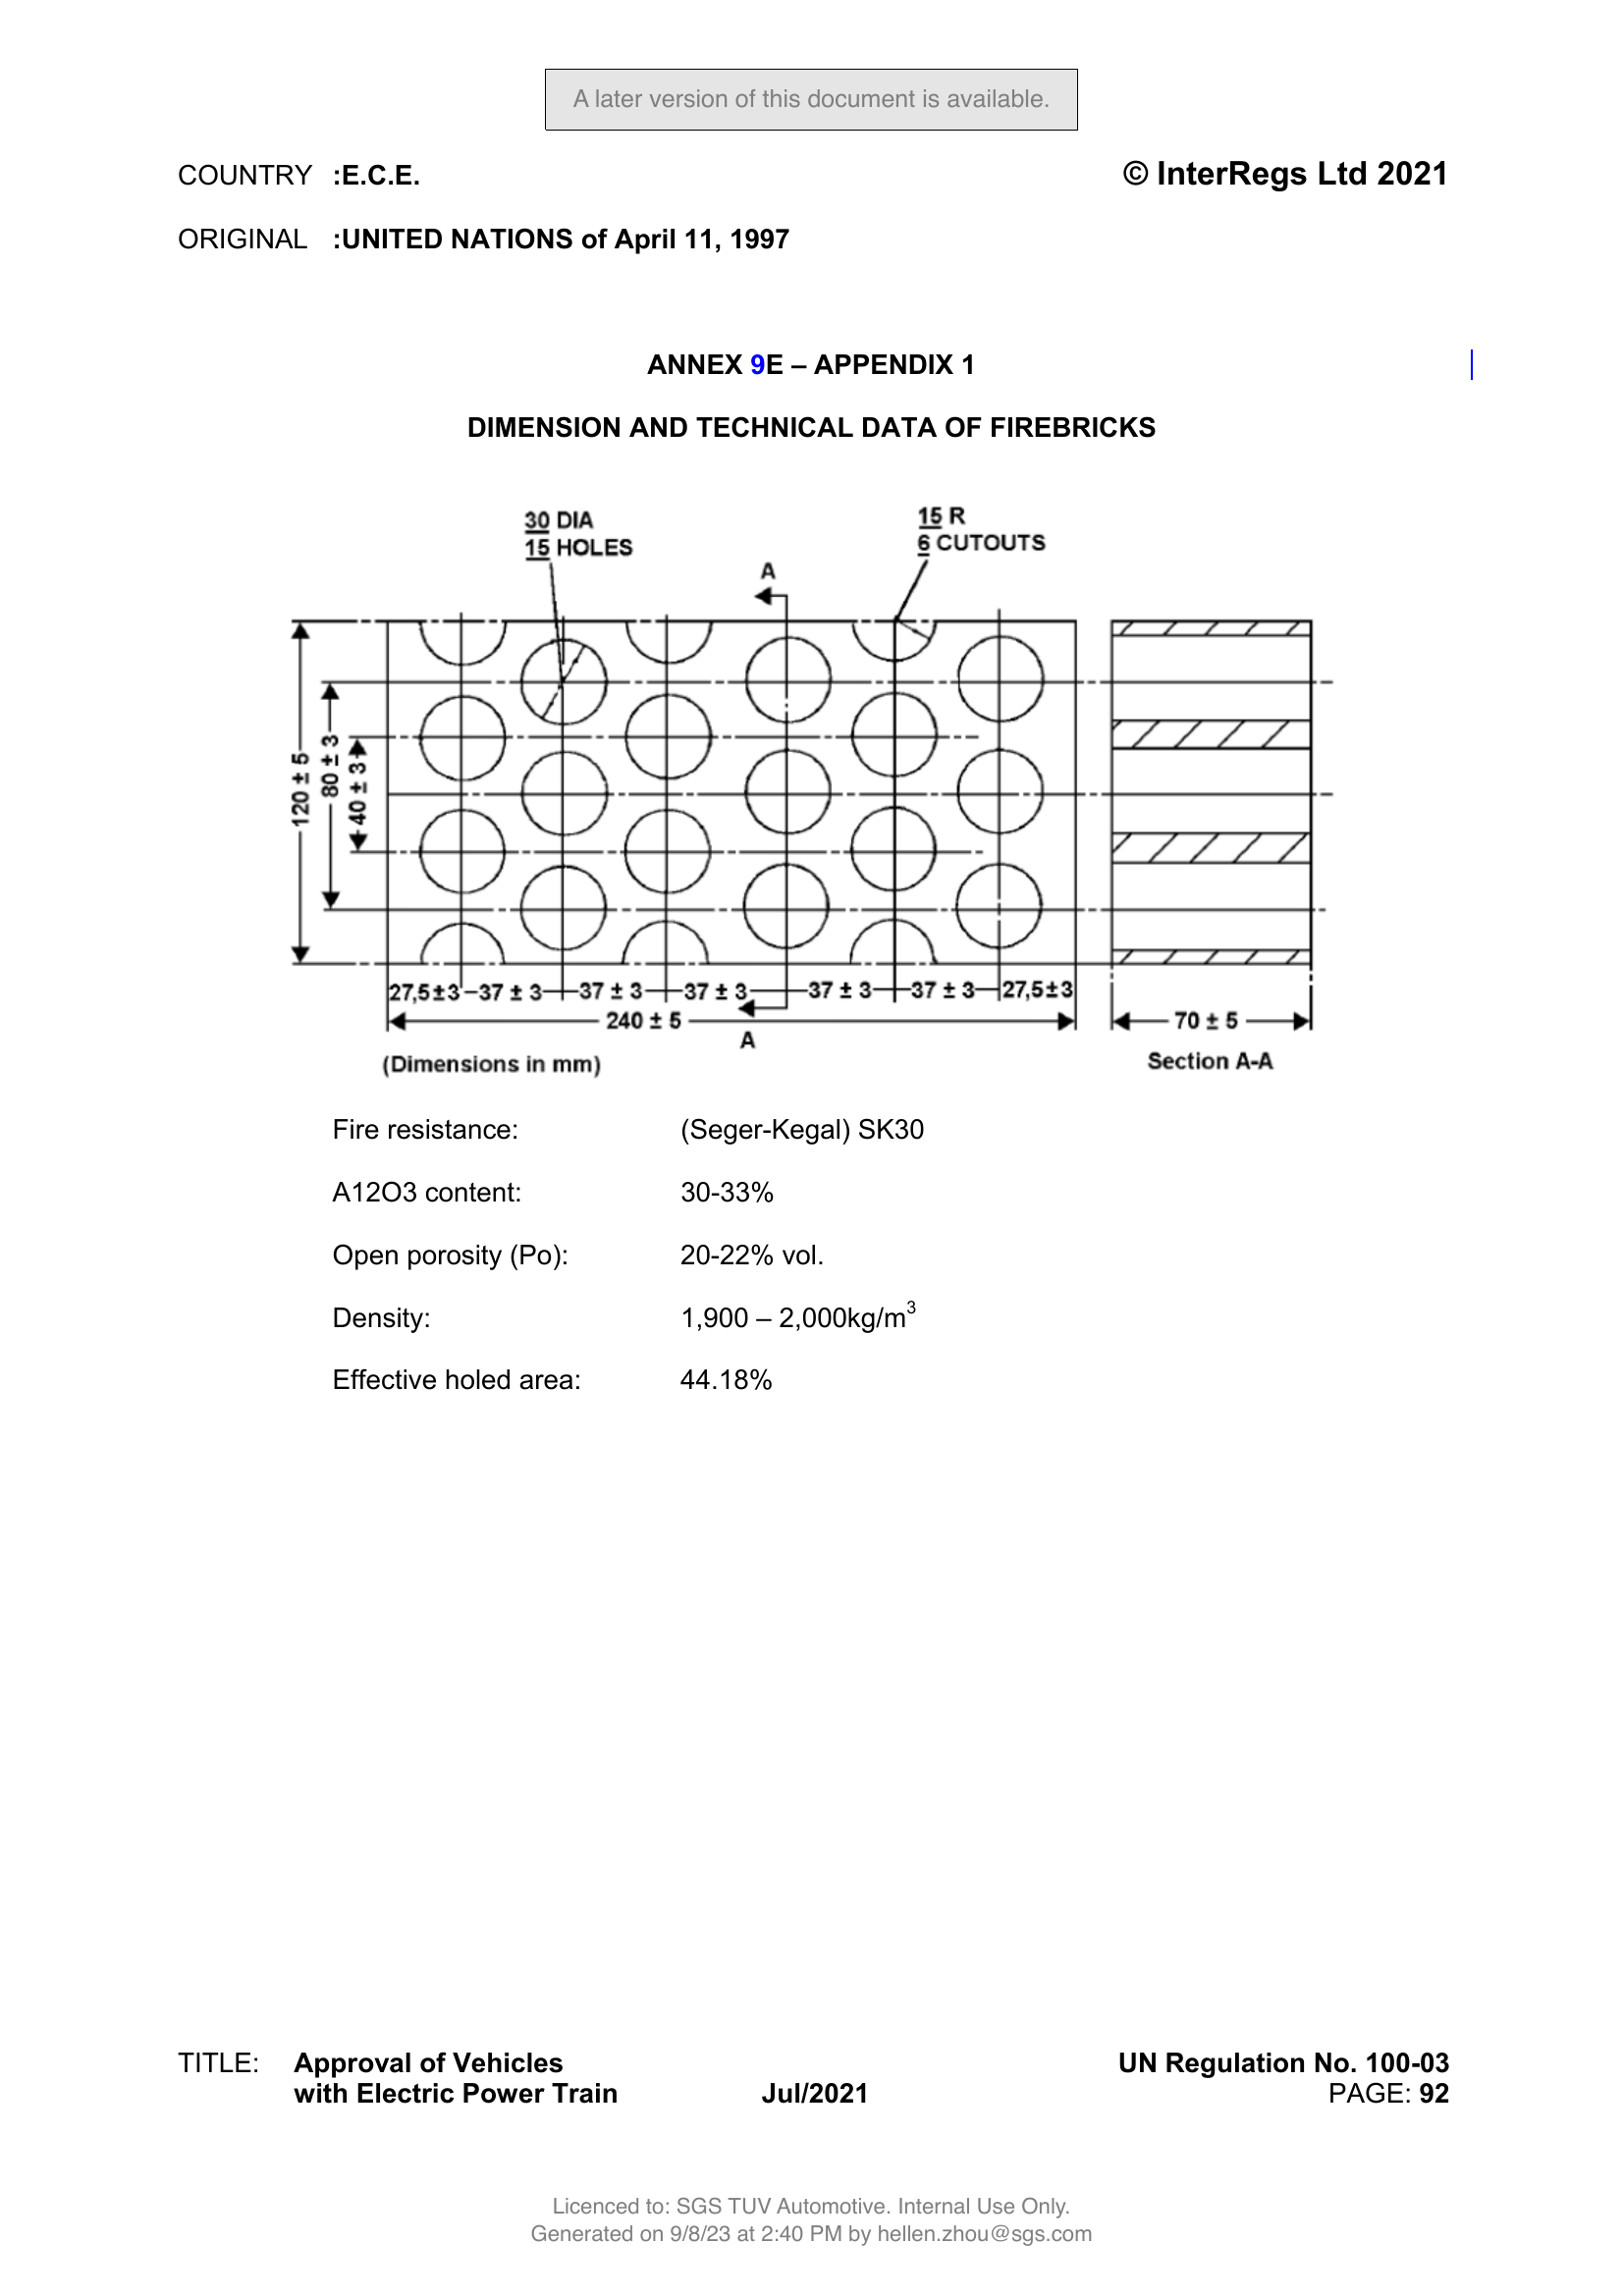 A later version of this document is available.
COUNTRY :E.C.E. © InterRegs Ltd 2021
ORIGINAL :UNITED NATIONS of April 11, 1997
ANNEX 9E – APPENDIX 1
DIMENSION AND TECHNICAL DATA OF FIREBRICKS
30 DIA
15 HOLES
15 R
6 CUTOUTS
A
120 ± 5
80 ± 3
40 ± 3
27,5±3 37 ± 3 37 ± 3 37 ± 3 37 ± 3 37 ± 3 27,5±3
240 ± 5
70 ± 5
A
(Dimensions in mm)
Section A-A
Fire resistance: (Seger-Kegal) SK30
A12O3 content: 30-33%
Open porosity (Po): 20-22% vol.
Density: 1,900 – 2,000kg/m³
Effective holed area: 44.18%
TITLE: Approval of Vehicles UN Regulation No. 100-03
with Electric Power Train Jul/2021 PAGE: 92
Licenced to: SGS TUV Automotive. Internal Use Only.
Generated on 9/8/23 at 2:40 PM by hellen.zhou@sgs.com